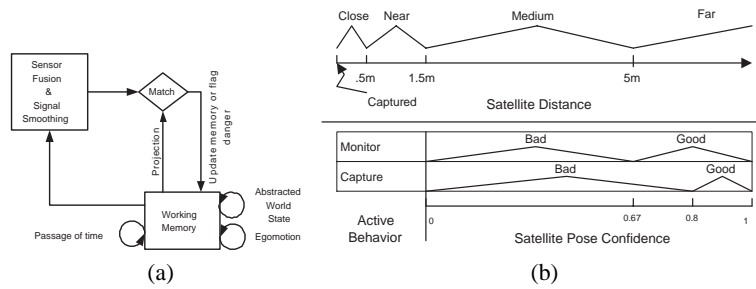 Sensor
Fusion
&
Signal
Smoothing
Match
Projection
Update memory or flag
danger
Working
Memory
Abstracted
World
State
Egomotion
Passage of time
(a)
Close Near Medium Far
.5m 1.5m 5m
Captured
Satellite Distance
Monitor Bad Good
Capture Bad Good
Active
Behavior
0 0.67 0.8 1
Satellite Pose Confidence
(b)